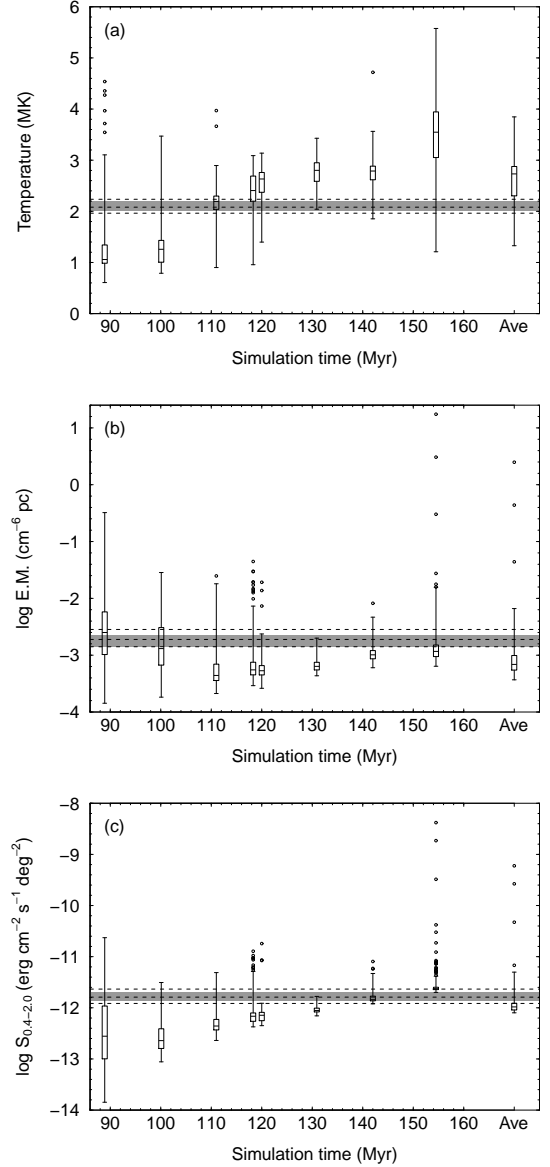 (a)
Temperature (MK)
6
5
4
3
2
1
0
90 100 110 120 130 140 150 160 Ave
Simulation time (Myr)
(b)
log E.M. (cm⁻⁶ pc)
1
0
−1
−2
−3
−4
90 100 110 120 130 140 150 160 Ave
Simulation time (Myr)
(c)
log S₀.₄₋₂.₀ (erg cm⁻² s⁻¹ deg⁻²)
−8
−9
−10
−11
−12
−13
−14
90 100 110 120 130 140 150 160 Ave
Simulation time (Myr)